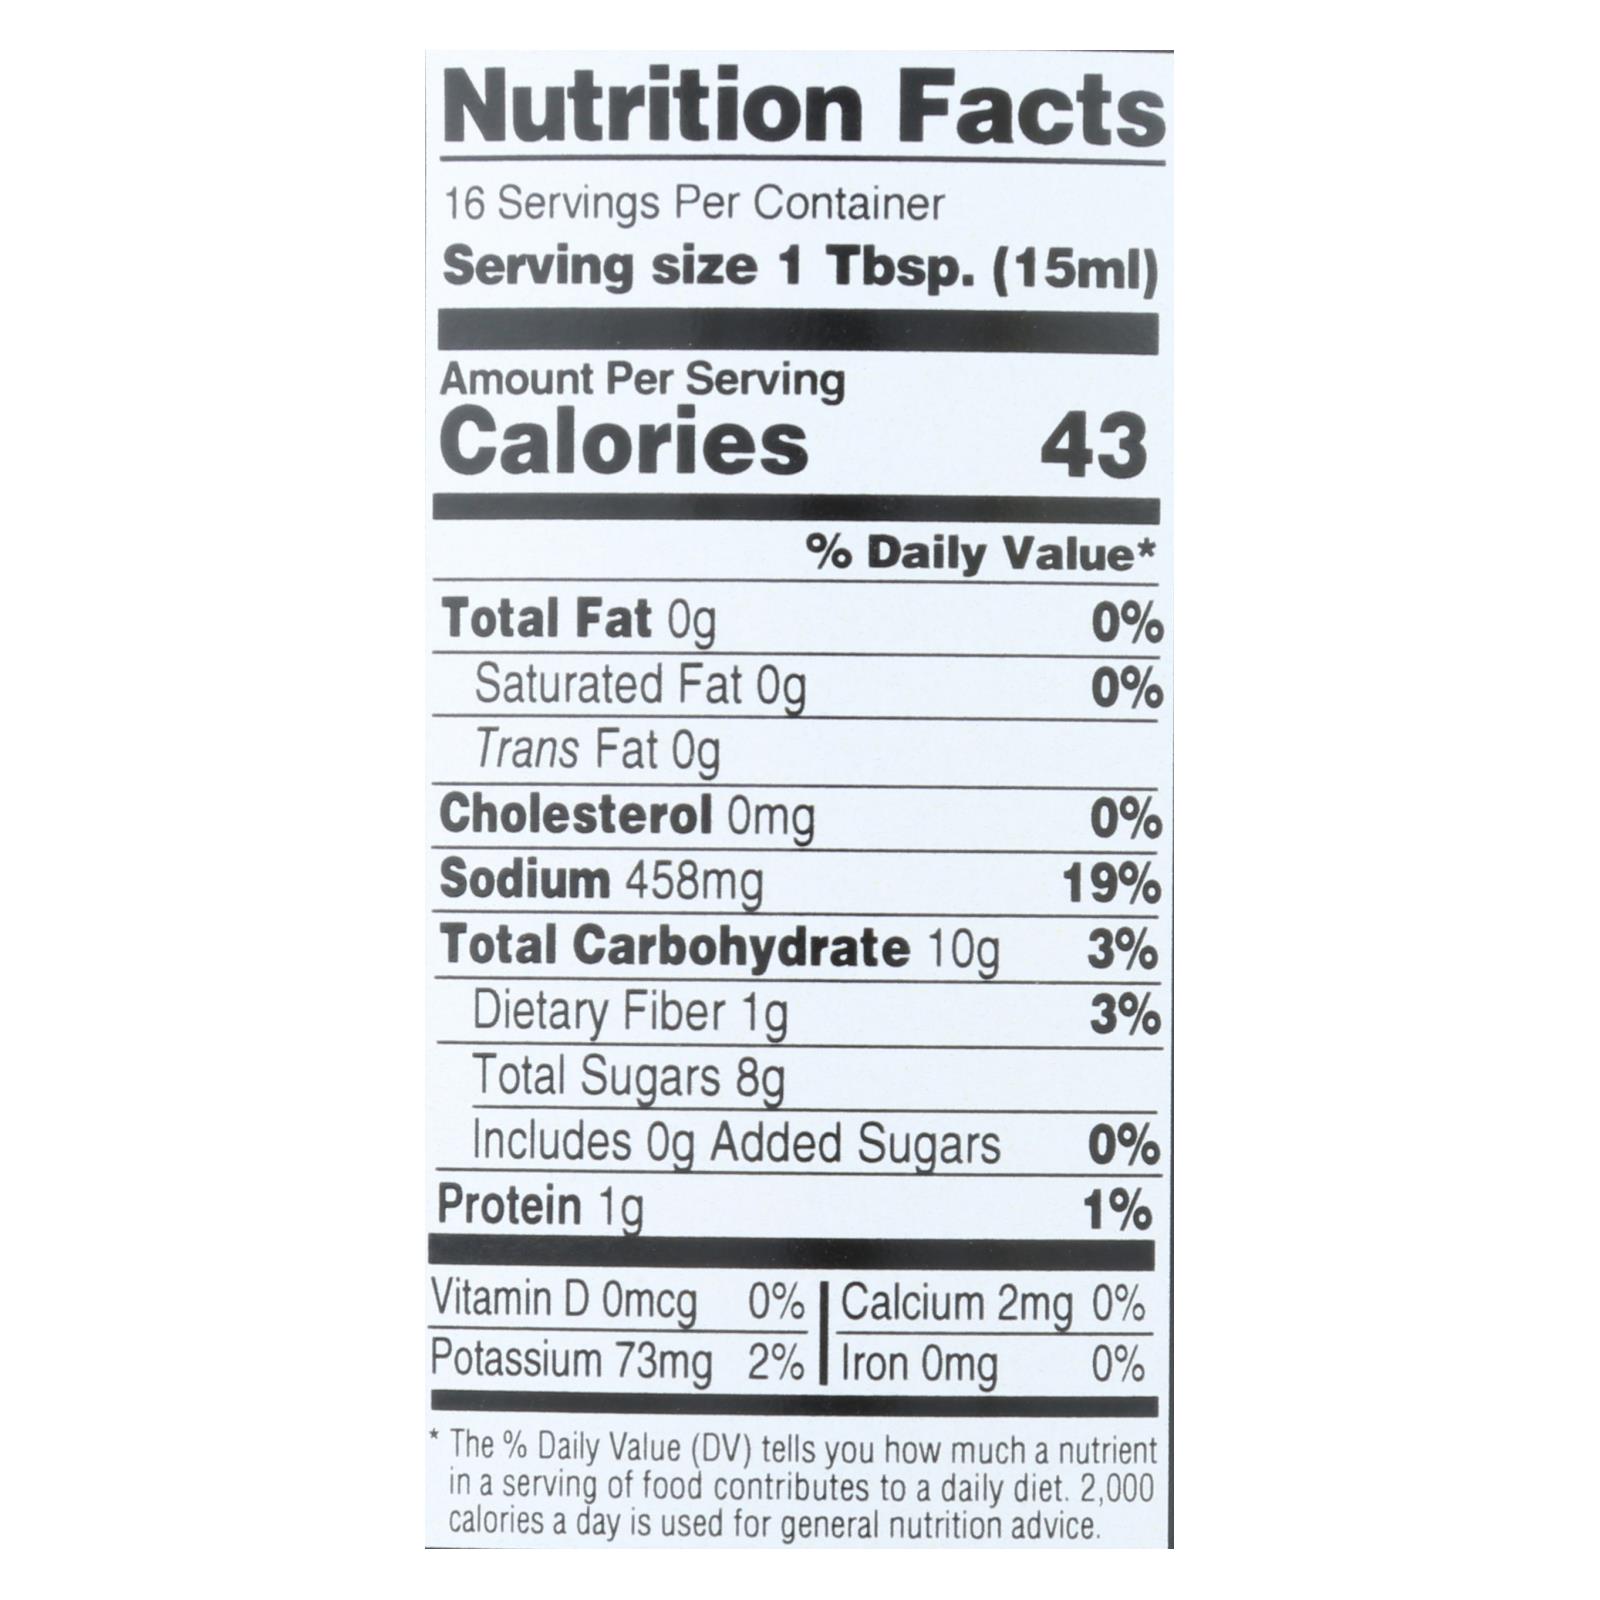 Nutrition Facts
16 Servings Per Container
Serving size 1 Tbsp. (15ml)
Amount Per Serving
Calories 43
% Daily Value*
Total Fat 0g 0%
Saturated Fat 0g 0%
Trans Fat 0g
Cholesterol 0mg 0%
Sodium 458mg 19%
Total Carbohydrate 10g 3%
Dietary Fiber 1g 3%
Total Sugars 8g
Includes 0g Added Sugars 0%
Protein 1g 1%
Vitamin D 0mcg 0% Calcium 2mg 0%
Potassium 73mg 2% Iron 0mg 0%
* The % Daily Value (DV) tells you how much a nutrient
in a serving of food contributes to a daily diet. 2,000
calories a day is used for general nutrition advice.